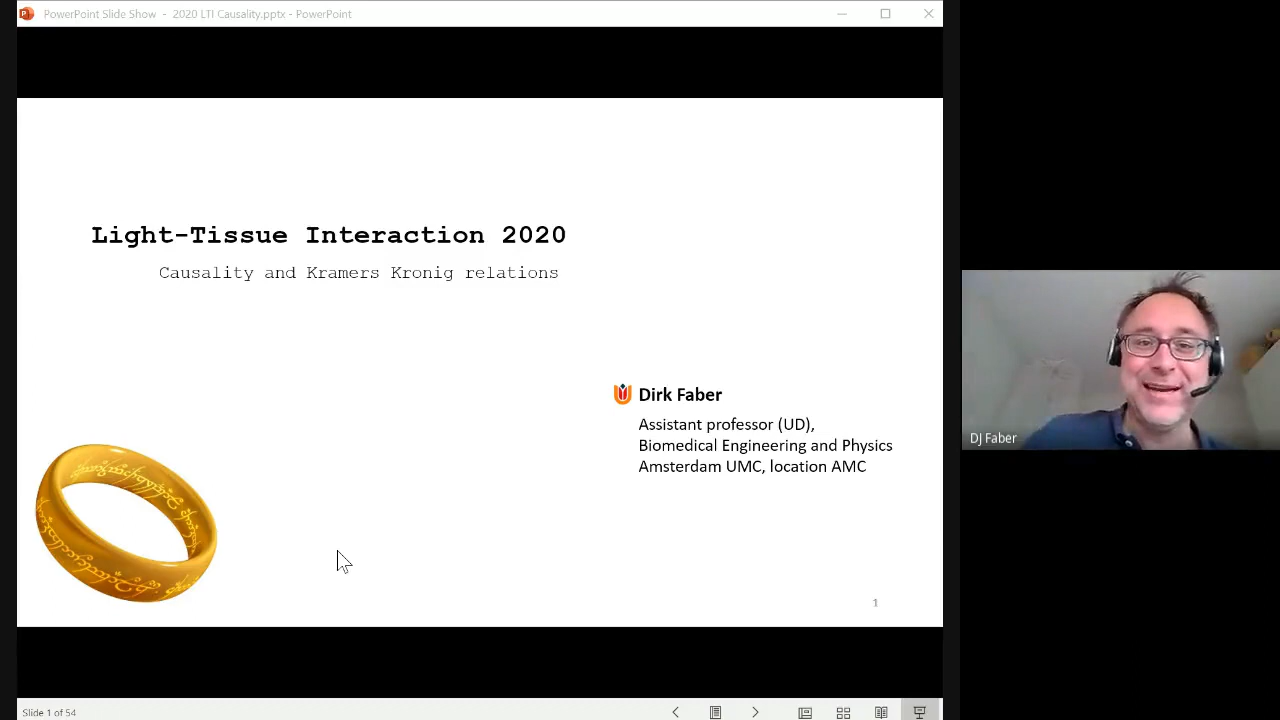 PowerPoint Slide Show - 2020 LTI Causality.pptx - PowerPoint
Light-Tissue Interaction 2020
Causality and Kramers Kronig relations
Dirk Faber
Assistant professor (UD),
Biomedical Engineering and Physics
Amsterdam UMC, location AMC
DJ Faber
1
Slide 1 of 54